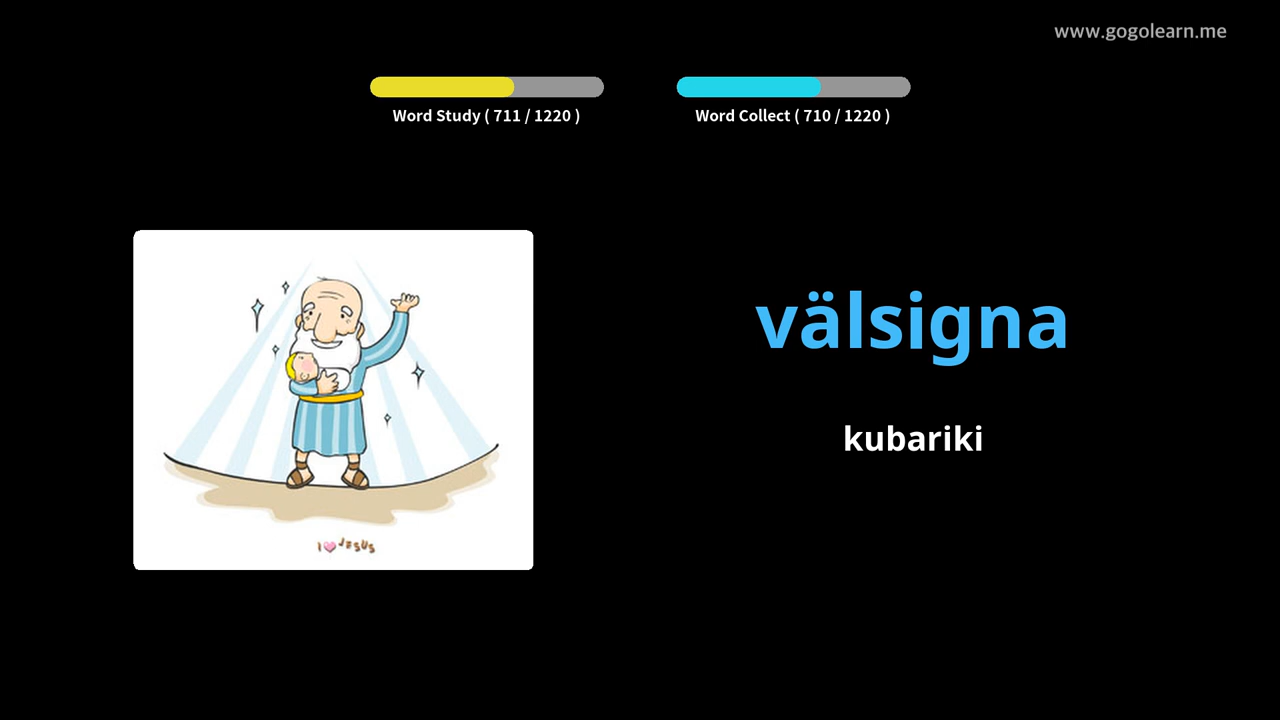 www.gogolearn.me
Word Study ( 711 / 1220 )
Word Collect ( 710 / 1220 )
välsigna
kubariki
I JESUS